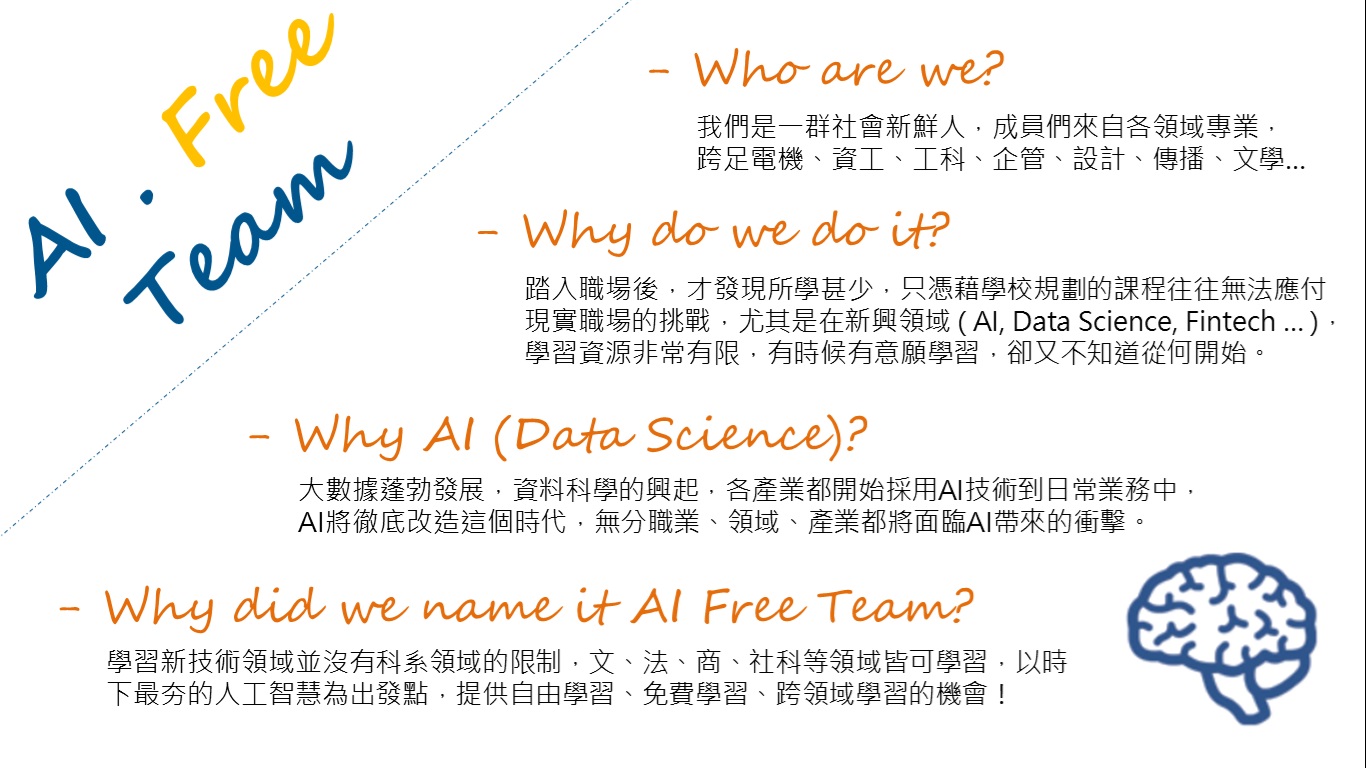 AI . Free
Team
- Who are we?
我們是一群社會新鮮人，成員們來自各領域專業，
跨足電機、資工、工科、企管、設計、傳播、文學...
- Why do we do it?
踏入職場後，才發現所學甚少，只憑藉學校規劃的課程往往無法應付
現實職場的挑戰，尤其是在新興領域 ( AI, Data Science, Fintech ... )，
學習資源非常有限，有時候有意願學習，卻又不知道從何開始。
- Why AI (Data Science)?
大數據蓬勃發展，資料科學的興起，各產業都開始採用AI技術到日常業務中，
AI將徹底改造這個時代，無分職業、領域、產業都將面臨AI帶來的衝擊。
- Why did we name it AI Free Team?
學習新技術領域並沒有科系領域的限制，文、法、商、社科等領域皆可學習，以時
下最夯的人工智慧為出發點，提供自由學習、免費學習、跨領域學習的機會！